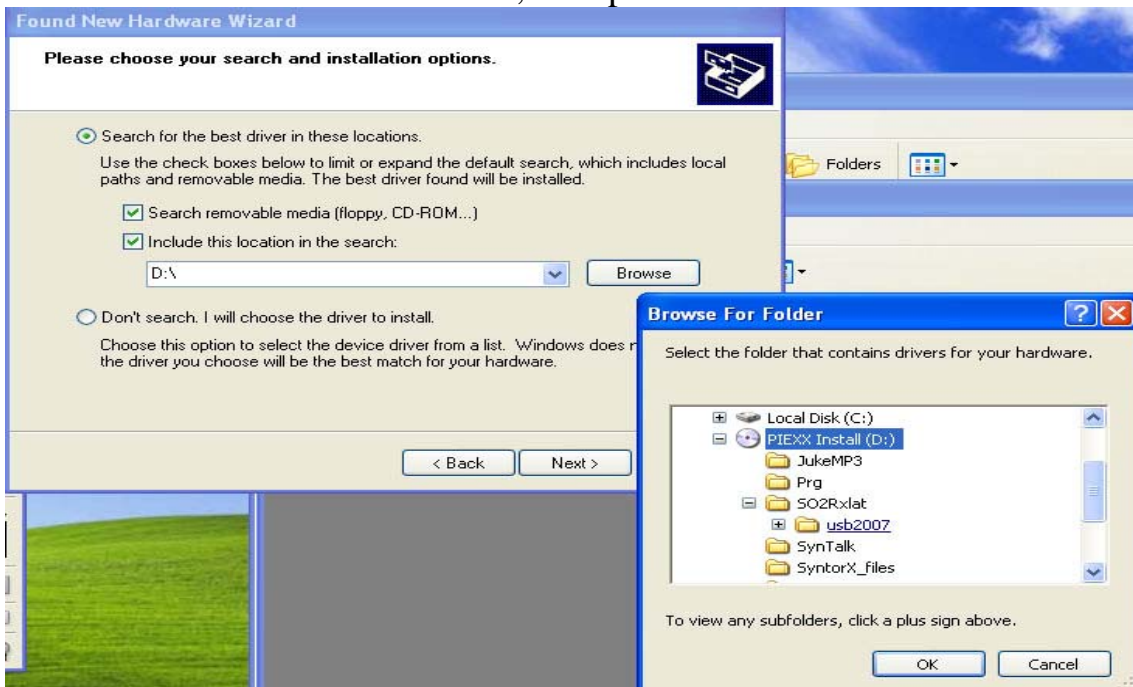 Found New Hardware Wizard
Please choose your search and installation options.
Search for the best driver in these locations.
Use the check boxes below to limit or expand the default search, which includes local
paths and removable media. The best driver found will be installed.
Search removable media (floppy, CD-ROM...)
Include this location in the search:
D:\
Browse
Don't search. I will choose the driver to install.
Choose this option to select the device driver from a list. Windows does
the driver you choose will be the best match for your hardware.
< Back
Next >
Folders
Browse For Folder
Select the folder that contains drivers for your hardware.
Local Disk (C:)
PIEXX Install (D:)
JukeMP3
Prg
SO2Rxlat
usb2007
SynTalk
SyntorX_files
To view any subfolders, click a plus sign above.
OK
Cancel